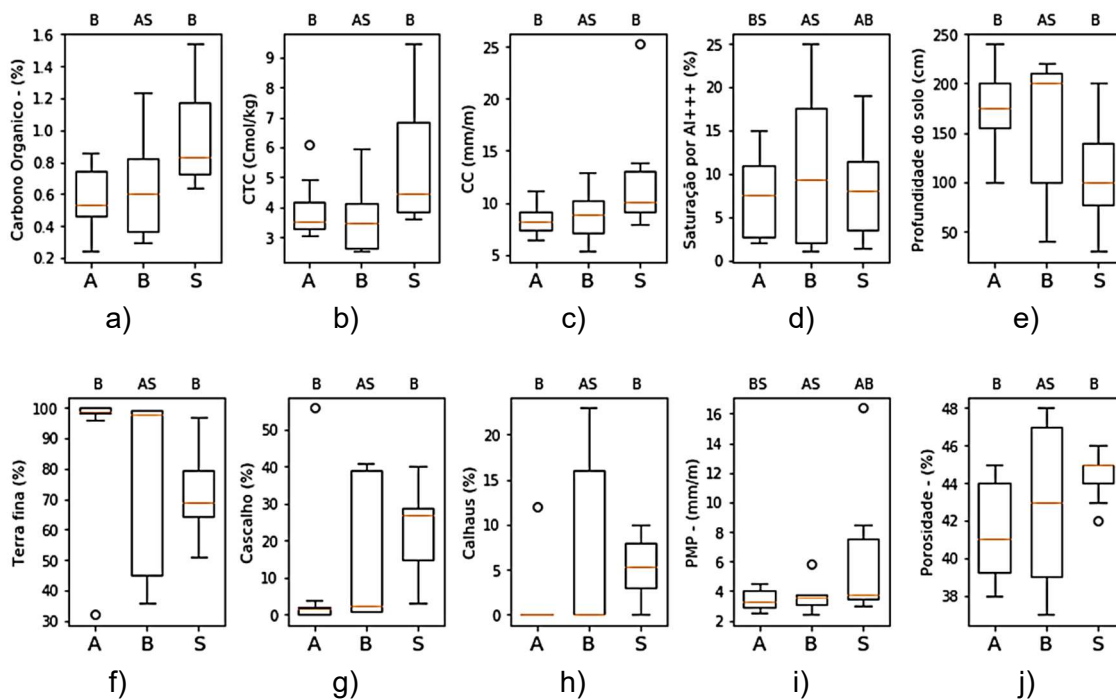 B AS B
Carbono Organico - (%)
1.6
1.4
1.2
1.0
0.8
0.6
0.4
0.2
A B S
a)
B AS B
CTC (Cmol/kg)
9
8
7
6
5
4
3
A B S
b)
B AS B
CC (mm/m)
25
20
15
10
5
A B S
c)
BS AS AB
Saturação por Al+++ (%)
25
20
15
10
5
0
A B S
d)
B AS B
Profundidade do solo (cm)
250
200
150
100
50
A B S
e)
B AS B
Terra fina (%)
100
90
80
70
60
50
40
30
A B S
f)
B AS B
Cascalho (%)
50
40
30
20
10
0
A B S
g)
B AS B
Calhaus (%)
20
15
10
5
0
A B S
h)
BS AS AB
PMP - (mm/m)
16
14
12
10
8
6
4
2
A B S
i)
B AS B
Porosidade - (%)
48
46
44
42
40
38
A B S
j)